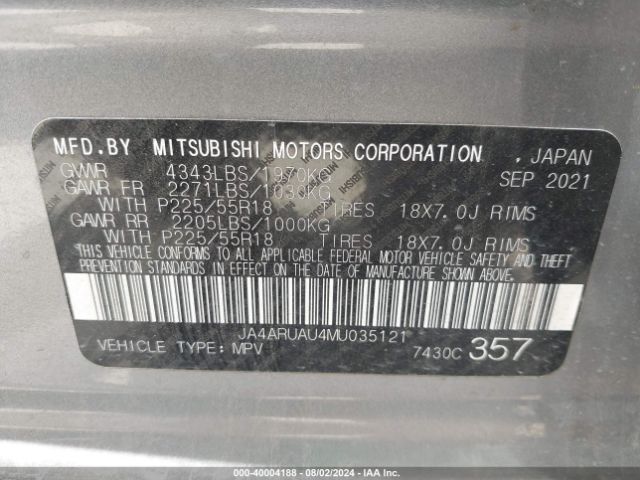 MFD.BY MITSUBISHI MOTORS CORPORATION . JAPAN
GVWR 4343LBS/1970KG SEP 2021
GAWR FR 2271LBS/1030KG
WITH P225/55R18 TIRES 18X7.0J RIMS
GAWR RR 2205LBS/1000KG
WITH P225/55R18 TIRES 18X7.0J RIMS
THIS VEHICLE CONFORMS TO ALL APPLICABLE FEDERAL MOTOR VEHICLE SAFETY AND THEFT
PREVENTION STANDARDS IN EFFECT ON THE DATE OF MANUFACTURE SHOWN ABOVE.
JA4ARUAU4MU035121
VEHICLE TYPE: MPV 7430C 357
000-40004188 - 08/02/2024 - IAA Inc.